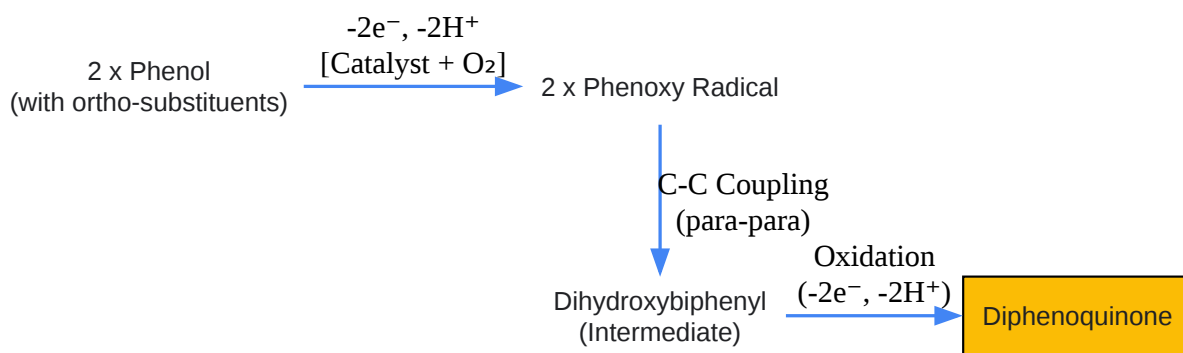 2 x Phenol
(with ortho-substituents)
-2e⁻, -2H⁺
[Catalyst + O₂]
2 x Phenoxy Radical
C-C Coupling
(para-para)
Dihydroxybiphenyl
(Intermediate)
Oxidation
(-2e⁻, -2H⁺)
Diphenoquinone